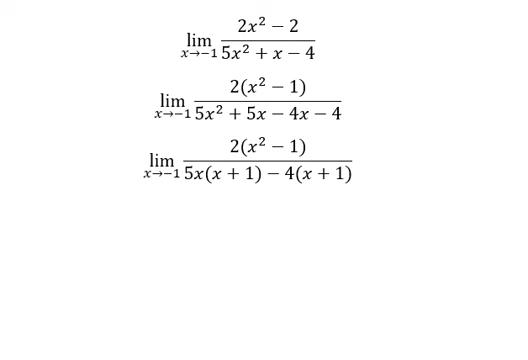 lim x→−1 (2x² − 2)/(5x² + x − 4)
lim x→−1 2(x² − 1)/(5x² + 5x − 4x − 4)
lim x→−1 2(x² − 1)/(5x(x + 1) − 4(x + 1))